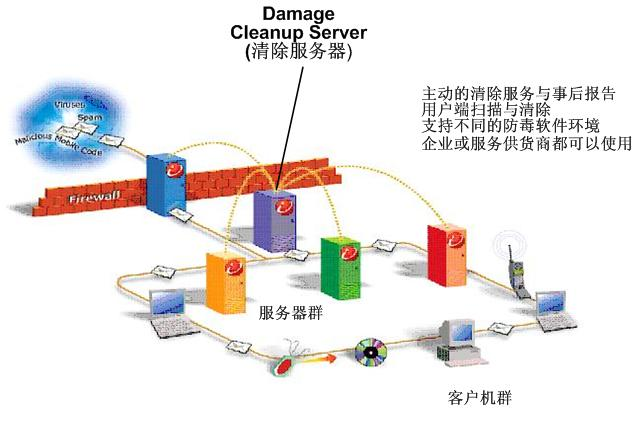 Damage
Cleanup Server
(清除服务器)
主动的清除服务与事后报告
用户端扫描与清除
支持不同的防毒软件环境
企业或服务供货商都可以使用
Viruses
Spam
Malicious Mobile Code
Firewall
服务器群
客户机群